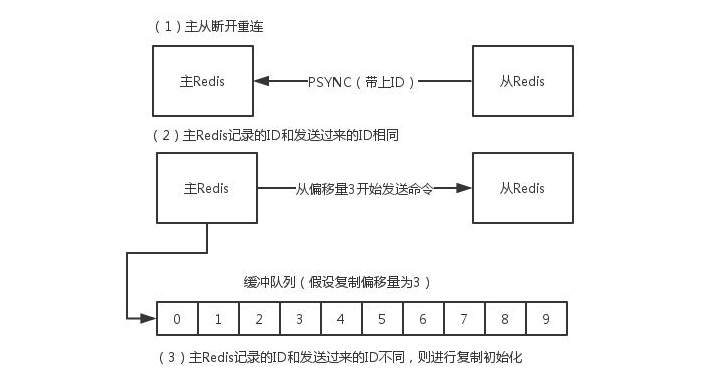 （1）主从断开重连
主Redis
PSYNC（带上ID）
从Redis
（2）主Redis记录的ID和发送过来的ID相同
主Redis
从偏移量3开始发送命令
从Redis
缓冲队列（假设复制偏移量为3）
0 1 2 3 4 5 6 7 8 9
（3）主Redis记录的ID和发送过来的ID不同，则进行复制初始化